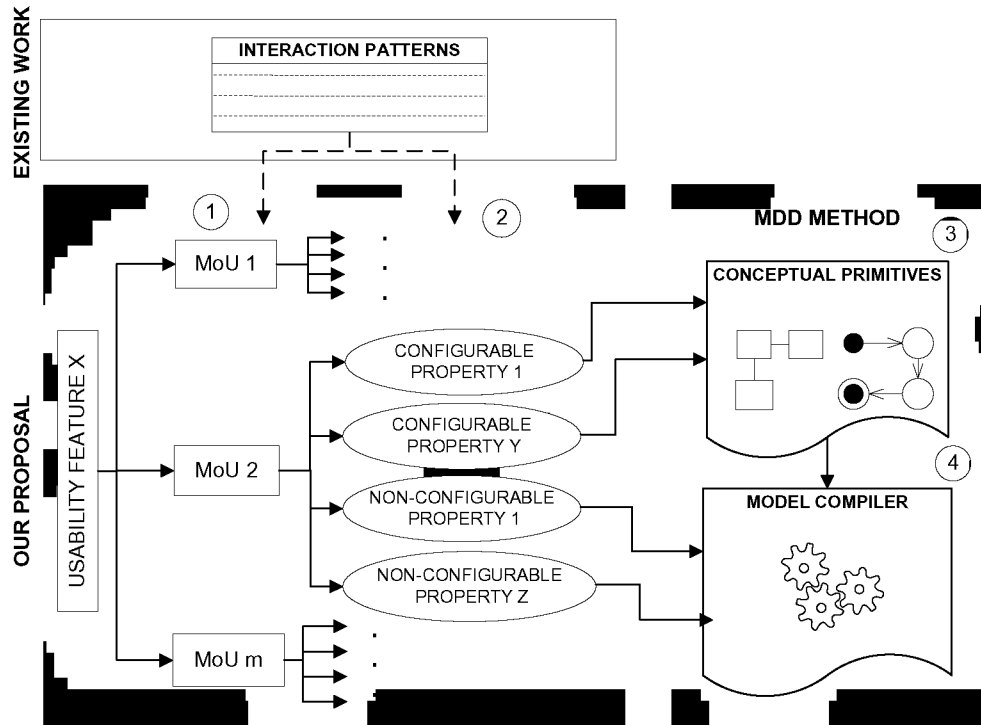 EXISTING WORK
INTERACTION PATTERNS
1
2
MDD METHOD
3
MoU 1
CONCEPTUAL PRIMITIVES
OUR PROPOSAL
USABILITY FEATURE X
CONFIGURABLE
PROPERTY 1
CONFIGURABLE
PROPERTY Y
MoU 2
4
NON-CONFIGURABLE
PROPERTY 1
MODEL COMPILER
NON-CONFIGURABLE
PROPERTY Z
MoU m